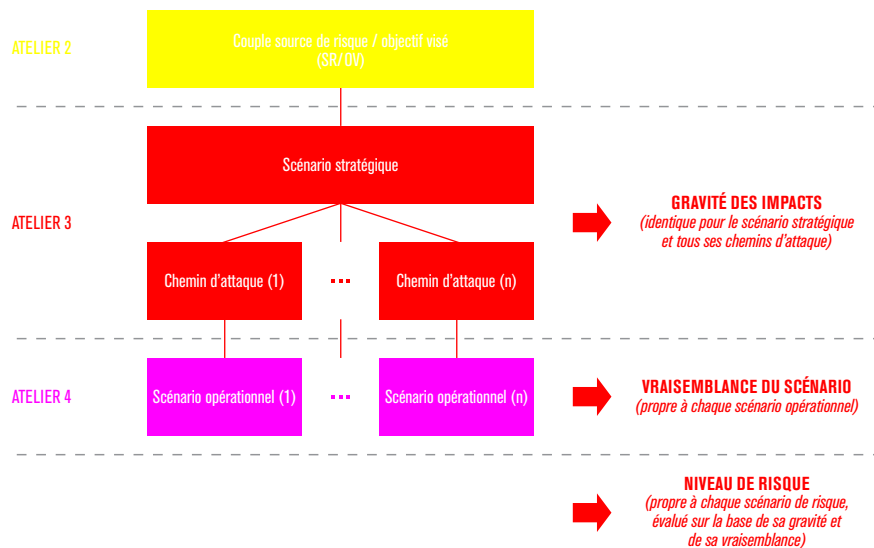 ATELIER 2
Couple source de risque / objectif visé
(SR/OV)
ATELIER 3
Scénario stratégique
Chemin d'attaque (1)
...
Chemin d'attaque (n)
GRAVITÉ DES IMPACTS
(identique pour le scénario stratégique
et tous ses chemins d'attaque)
ATELIER 4
Scénario opérationnel (1)
...
Scénario opérationnel (n)
VRAISEMBLANCE DU SCÉNARIO
(propre à chaque scénario opérationnel)
NIVEAU DE RISQUE
(propre à chaque scénario de risque,
évalué sur la base de sa gravité et
de sa vraisemblance)